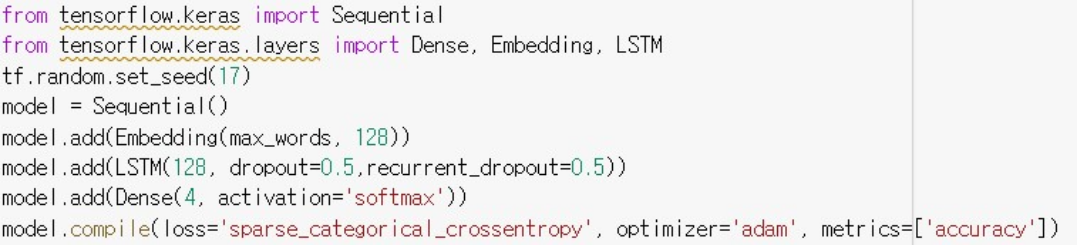 from tensorflow.keras import Sequential
from tensorflow.keras.layers import Dense, Embedding, LSTM
tf.random.set_seed(17)
model = Sequential()
model.add(Embedding(max_words, 128))
model.add(LSTM(128, dropout=0.5,recurrent_dropout=0.5))
model.add(Dense(4, activation='softmax'))
model.compile(loss='sparse_categorical_crossentropy', optimizer='adam', metrics=['accuracy'])